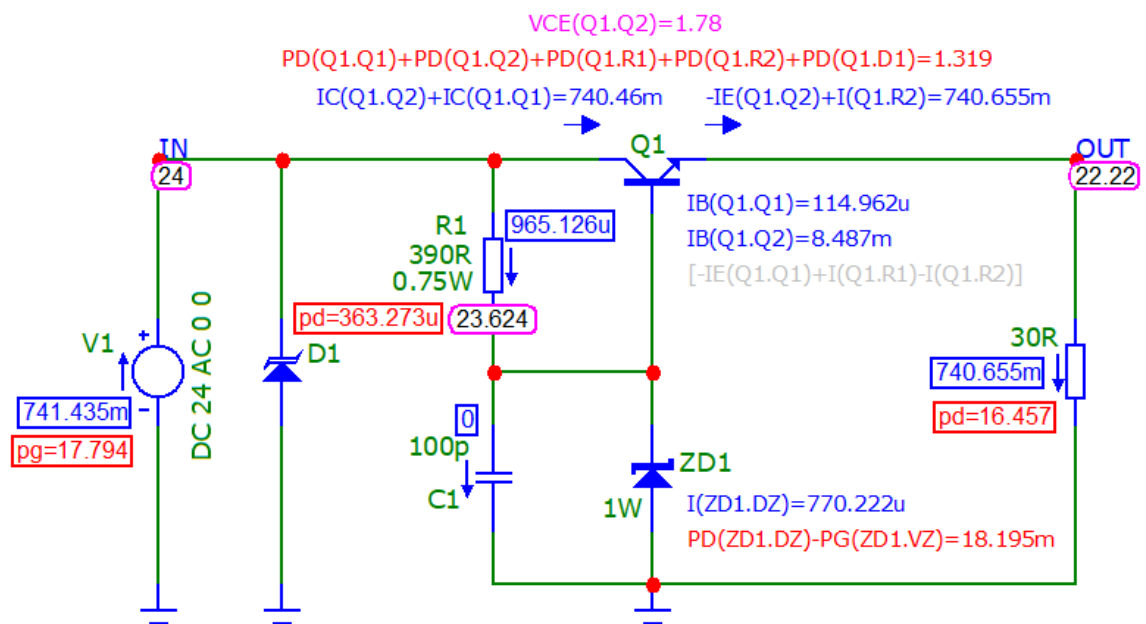 VCE(Q1.Q2)=1.78
PD(Q1.Q1)+PD(Q1.Q2)+PD(Q1.R1)+PD(Q1.R2)+PD(Q1.D1)=1.319
IC(Q1.Q2)+IC(Q1.Q1)=740.46m
-IE(Q1.Q2)+I(Q1.R2)=740.655m
IN
24
Q1
OUT
22.22
R1
390R
0.75W
965.126u
IB(Q1.Q1)=114.962u
IB(Q1.Q2)=8.487m
[-IE(Q1.Q1)+I(Q1.R1)-I(Q1.R2)]
pd=363.273u
23.624
V1
+
-
DC 24 AC 0 0
741.435m
pg=17.794
D1
30R
740.655m
pd=16.457
0
100p
C1
ZD1
1W
I(ZD1.DZ)=770.222u
PD(ZD1.DZ)-PG(ZD1.VZ)=18.195m